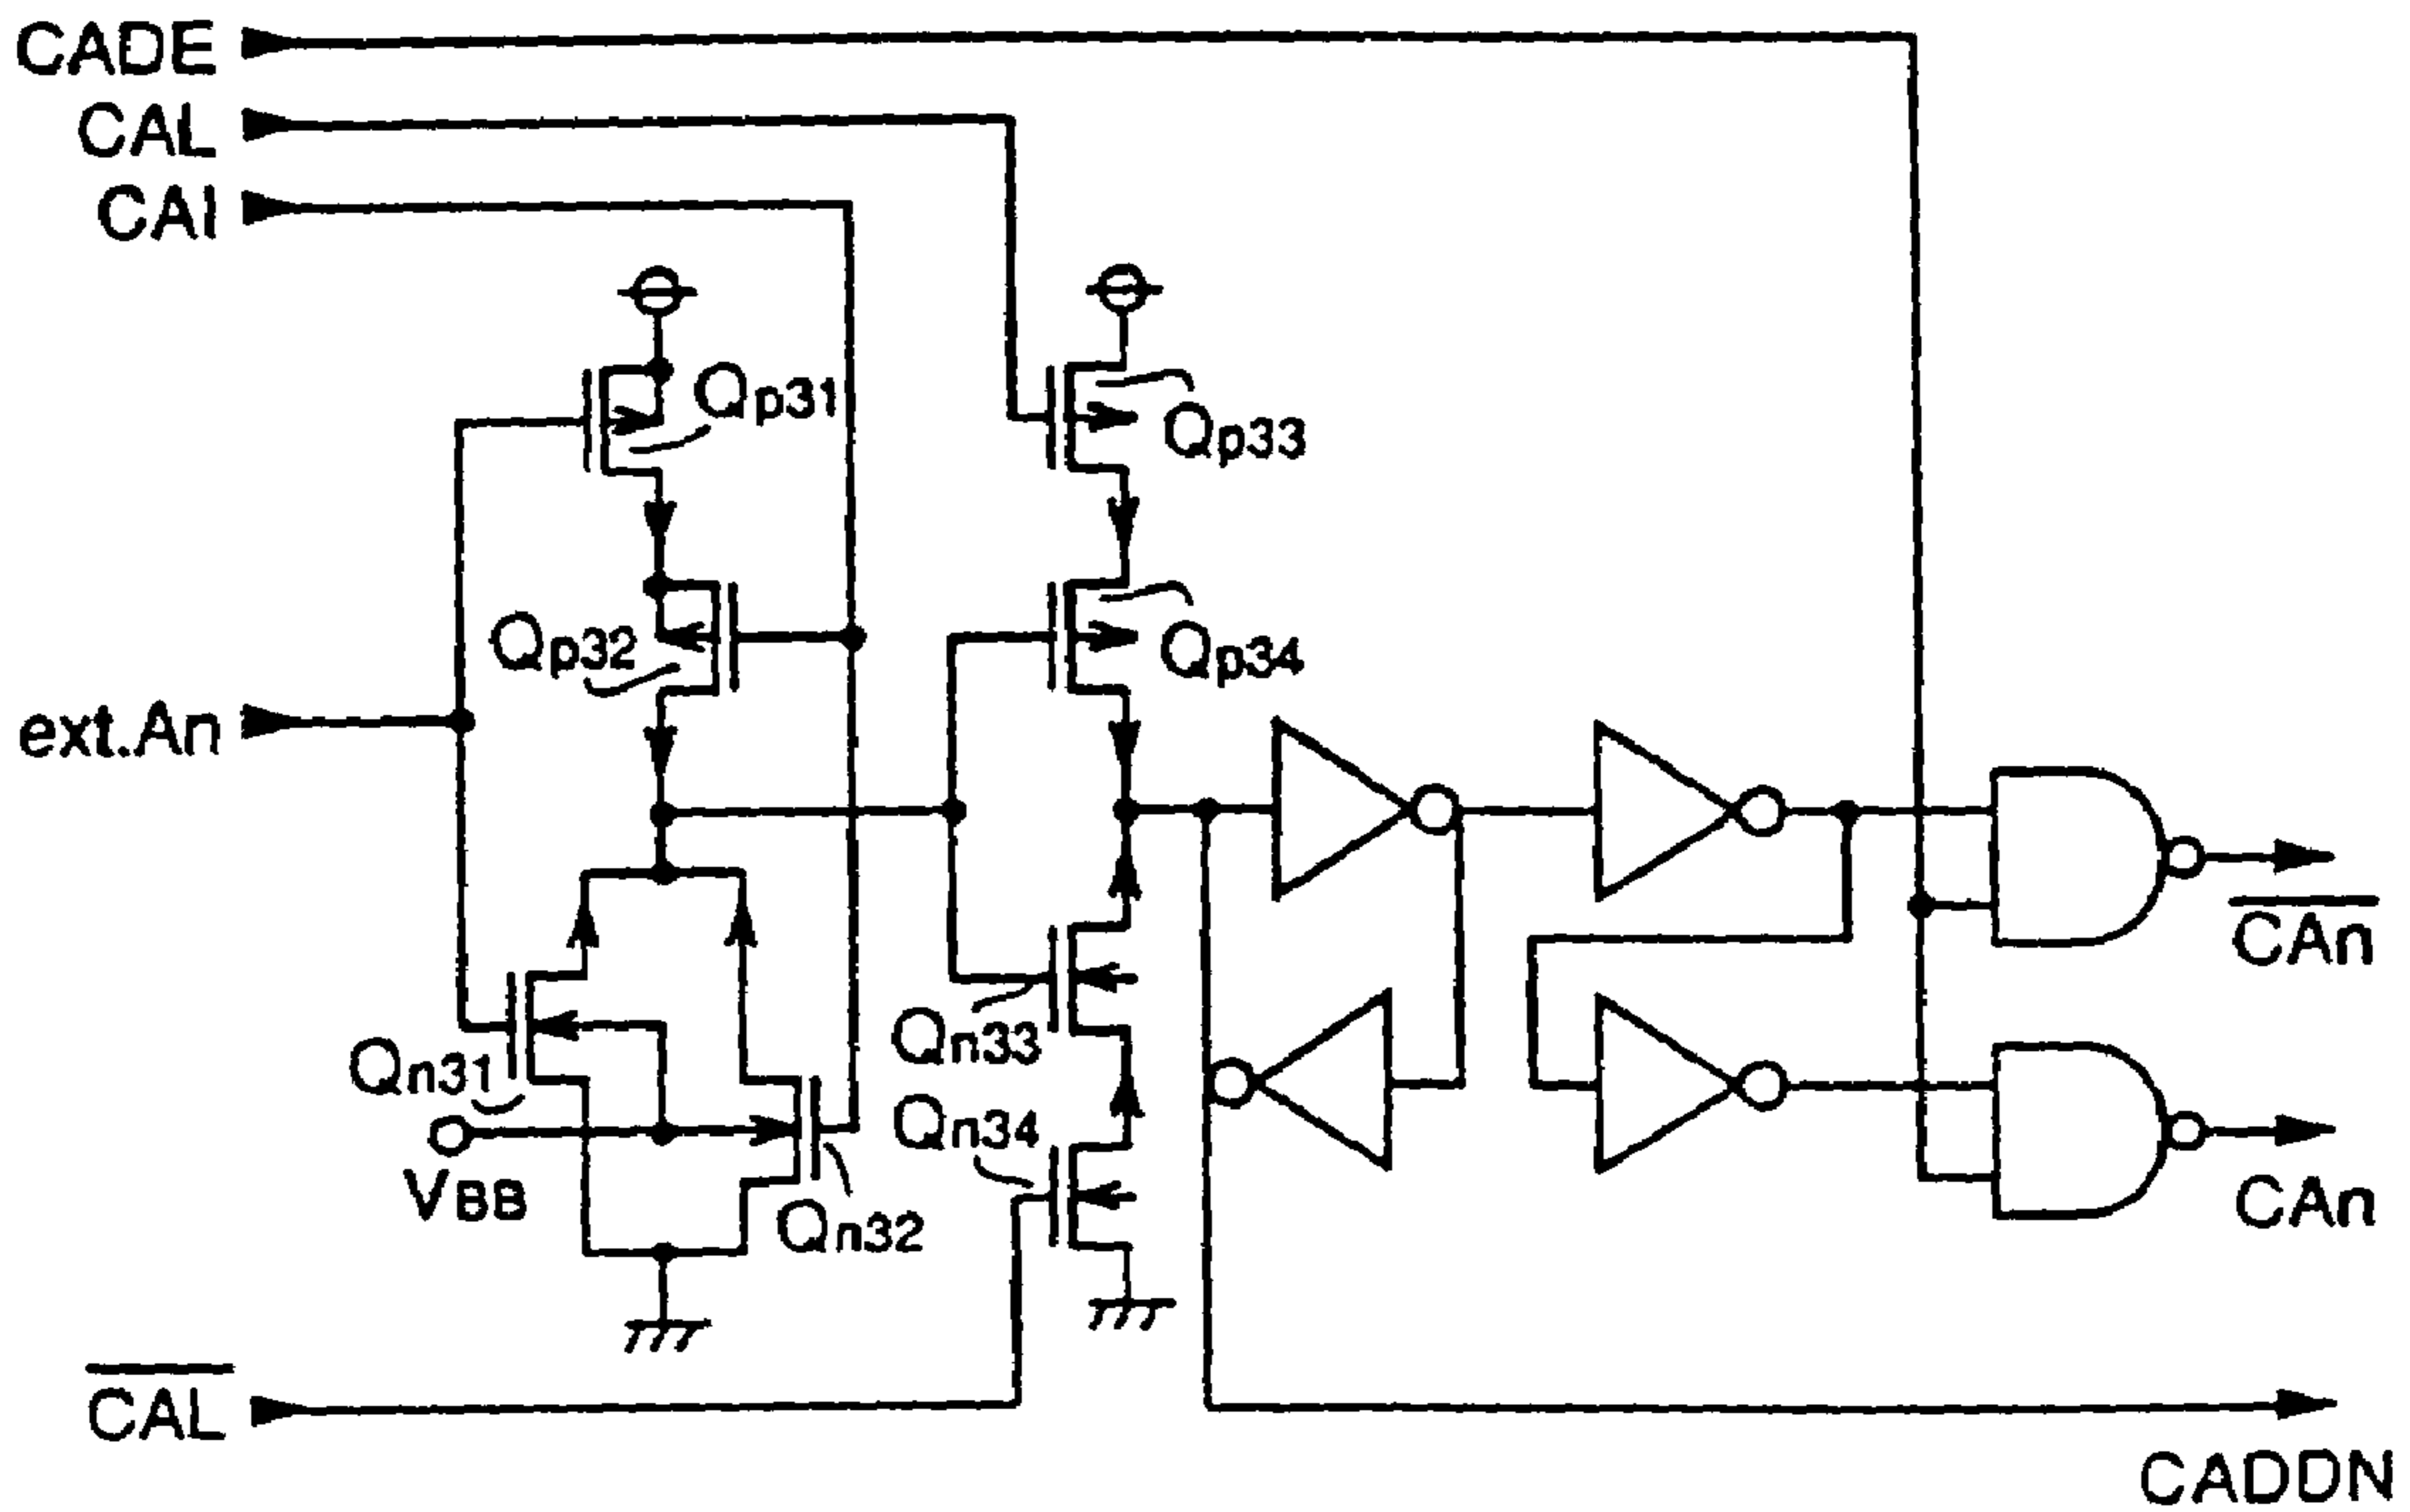 CADE
CAL
CAI
Qp31
Qp33
Qp32
Qp34
ext.An
CAn
Qn33
Qn31
Qn34
VBB
Qn32
CAn
CAL
CADDN